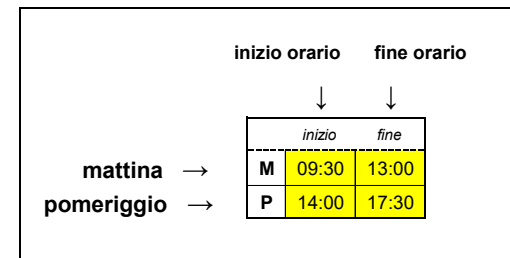 inizio orario fine orario
↓ ↓
inizio fine
mattina → M 09:30 13:00
pomeriggio → P 14:00 17:30